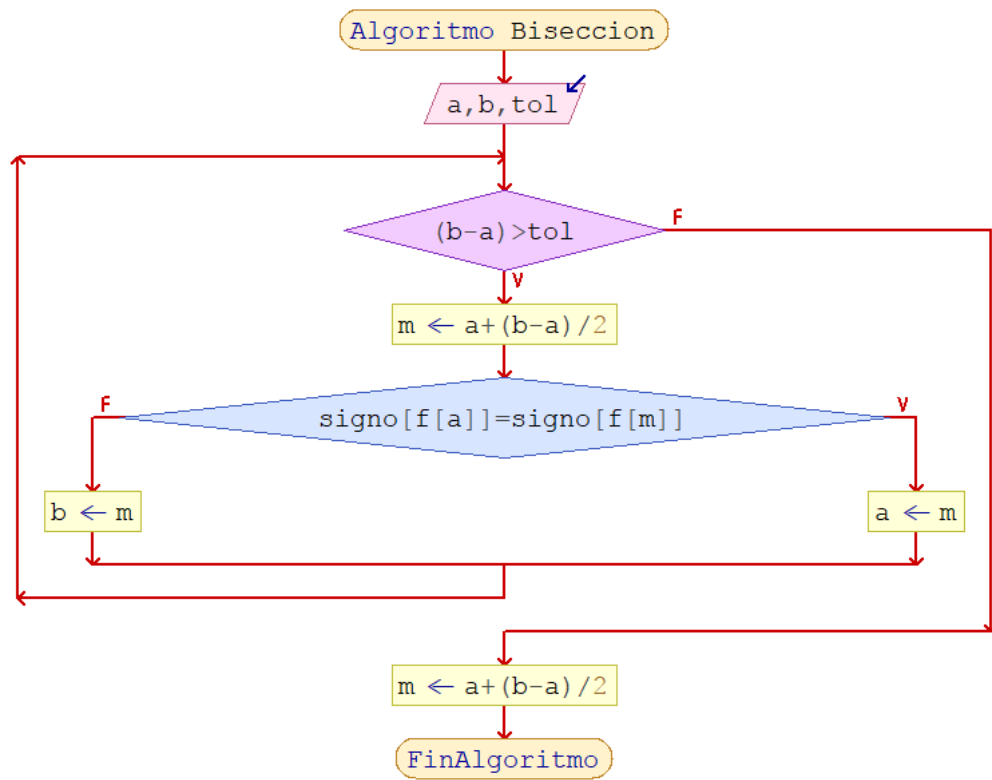 Algoritmo Biseccion
a,b,tol
(b-a)>tol
F
V
m ← a+(b-a)/2
F
signo[f[a]]=signo[f[m]]
V
b ← m
a ← m
m ← a+(b-a)/2
FinAlgoritmo